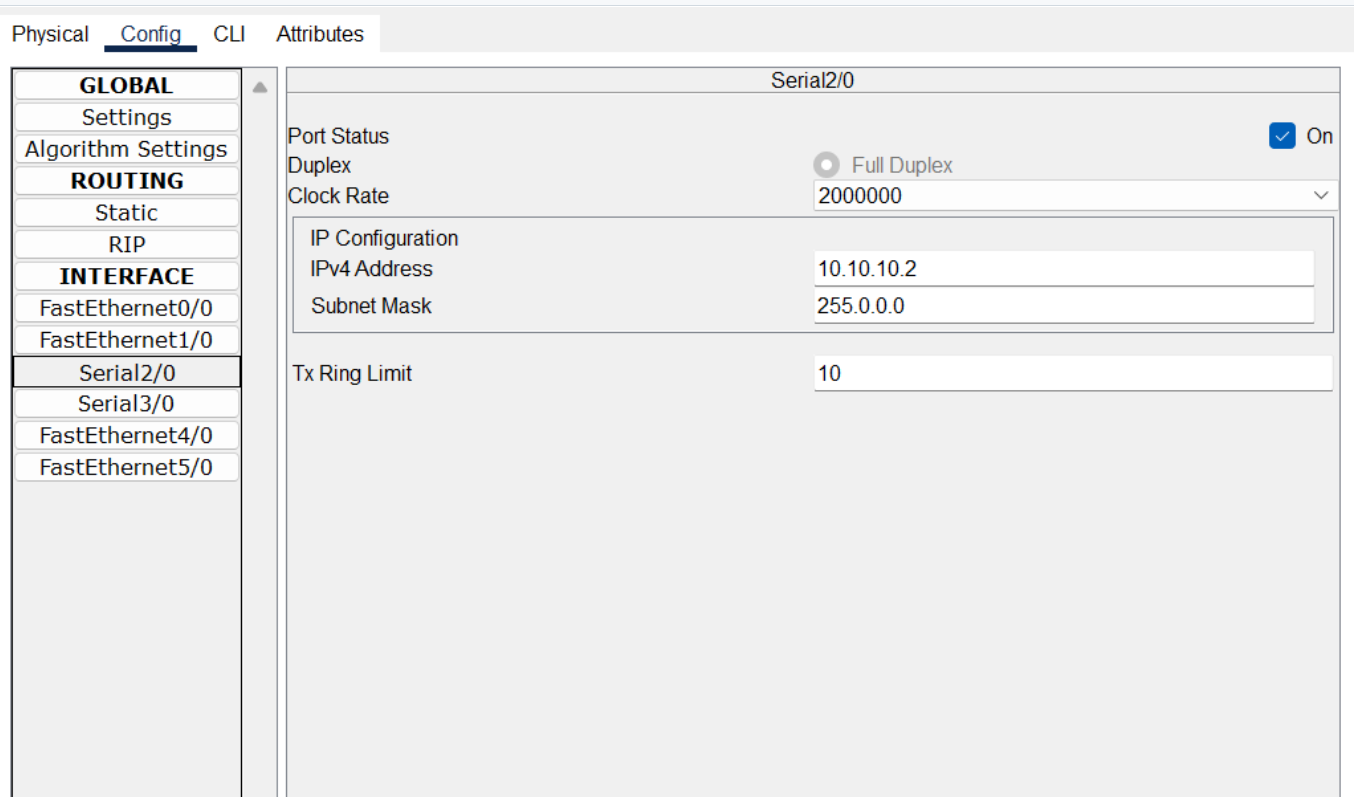 Physical Config CLI Attributes
GLOBAL
Settings
Algorithm Settings
ROUTING
Static
RIP
INTERFACE
FastEthernet0/0
FastEthernet1/0
Serial2/0
Serial3/0
FastEthernet4/0
FastEthernet5/0
Serial2/0
Port Status On
Duplex Full Duplex
Clock Rate 2000000
IP Configuration
IPv4 Address 10.10.10.2
Subnet Mask 255.0.0.0
Tx Ring Limit 10